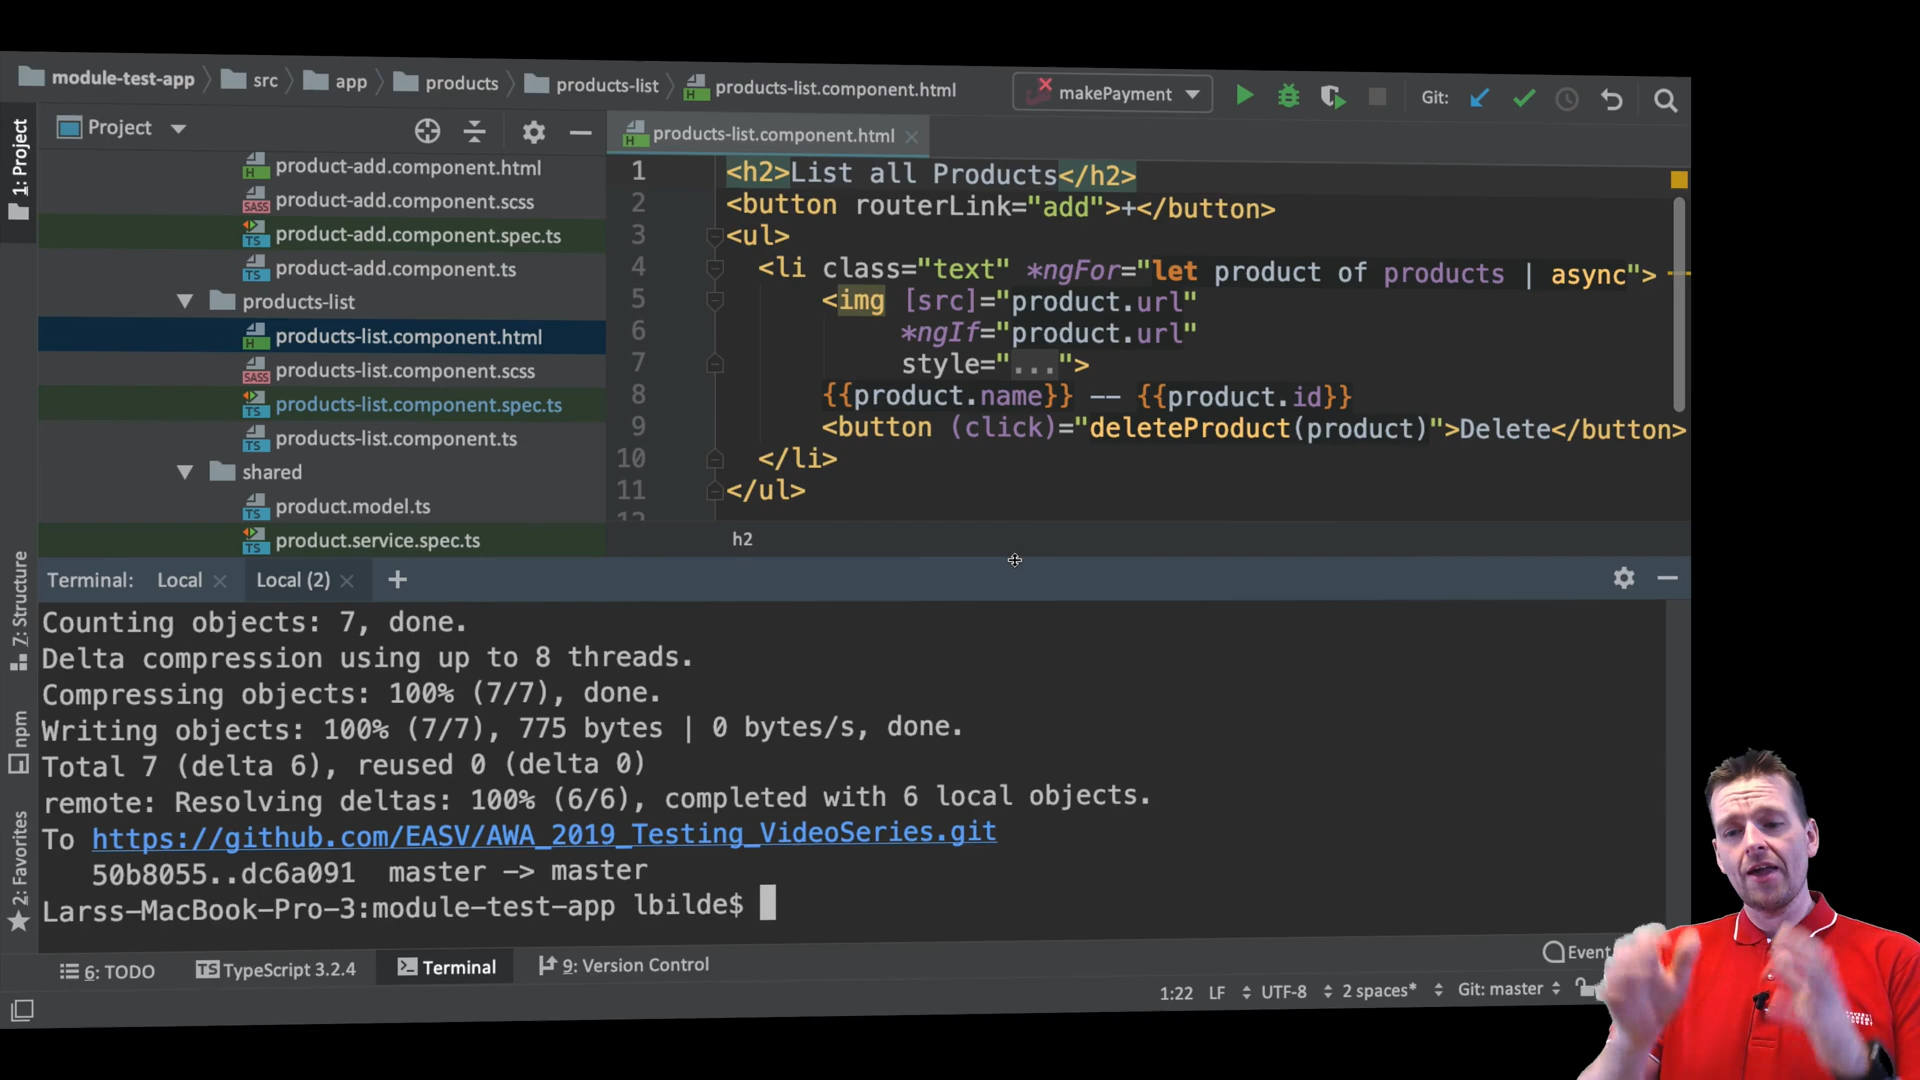 module-test-app
src
app
products
products-list
products-list.component.html
makePayment
Git:
1: Project
Project
products-list.component.html
product-add.component.html
product-add.component.scss
product-add.component.spec.ts
product-add.component.ts
products-list
products-list.component.html
products-list.component.scss
products-list.component.spec.ts
products-list.component.ts
shared
product.model.ts
product.service.spec.ts
1 <h2>List all Products</h2>
2 <button routerLink="add">+</button>
3 <ul>
4 <li class="text" *ngFor="let product of products | async">
5 <img [src]="product.url"
6 *ngIf="product.url"
7 style="...">
8 {{product.name}} -- {{product.id}}
9 <button (click)="deleteProduct(product)">Delete</button>
10 </li>
11 </ul>
12
h2
7: Structure
npm
2: Favorites
Terminal:
Local
Local (2)
Counting objects: 7, done.
Delta compression using up to 8 threads.
Compressing objects: 100% (7/7), done.
Writing objects: 100% (7/7), 775 bytes | 0 bytes/s, done.
Total 7 (delta 6), reused 0 (delta 0)
remote: Resolving deltas: 100% (6/6), completed with 6 local objects.
To https://github.com/EASV/AWA_2019_Testing_VideoSeries.git
50b8055..dc6a091 master -> master
Larss-MacBook-Pro-3:module-test-app lbilde$
6: TODO
TypeScript 3.2.4
Terminal
9: Version Control
Event
1:22 LF UTF-8 2 spaces* Git: master